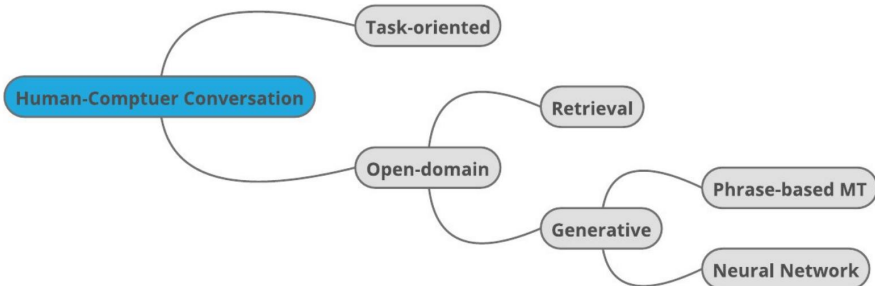 Task-oriented
Human-Comptuer Conversation
Retrieval
Open-domain
Phrase-based MT
Generative
Neural Network